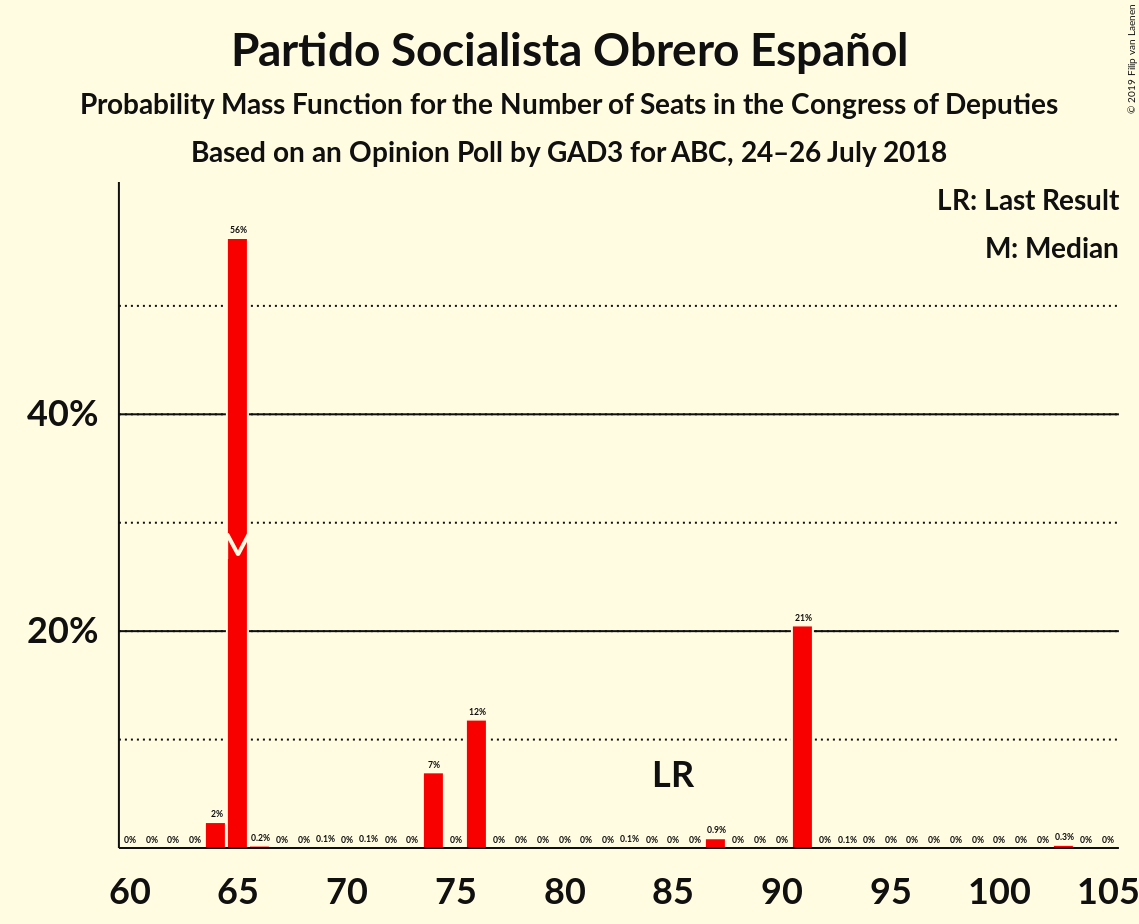 Partido Socialista Obrero Español
Probability Mass Function for the Number of Seats in the Congress of Deputies
Based on an Opinion Poll by GAD3 for ABC, 24–26 July 2018
© 2019 Filip van Laenen
LR: Last Result
M: Median
56%
40%
20%
21%
12%
7%
LR
2%
0.9%
0% 0% 0% 0% 0.2% 0% 0% 0.1% 0% 0.1% 0% 0% 0% 0% 0% 0% 0% 0% 0% 0.1% 0% 0% 0% 0% 0% 0% 0% 0.1% 0% 0% 0% 0% 0% 0% 0% 0% 0.3% 0% 0%
60 65 70 75 80 85 90 95 100 105